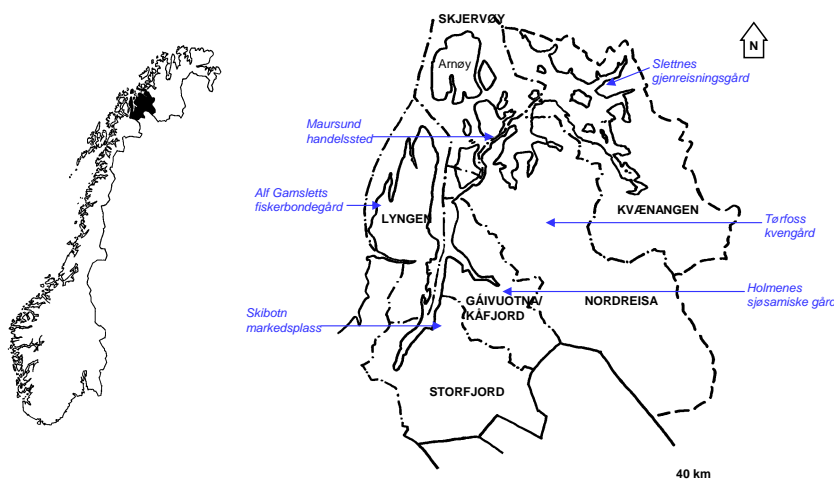 SKJERVØY
N
Arnøy
Slettnes
gjenreisningsgård
Maursund
handelssted
Alf Gamsletts
fiskerbondegård
LYNGEN
KVÆNANGEN
Tørfoss
kvengård
Holmenes
sjøsamiske gård
GÁIVUOTNA/
KÅFJORD
NORDREISA
Skibotn
markedsplass
STORFJORD
40 km